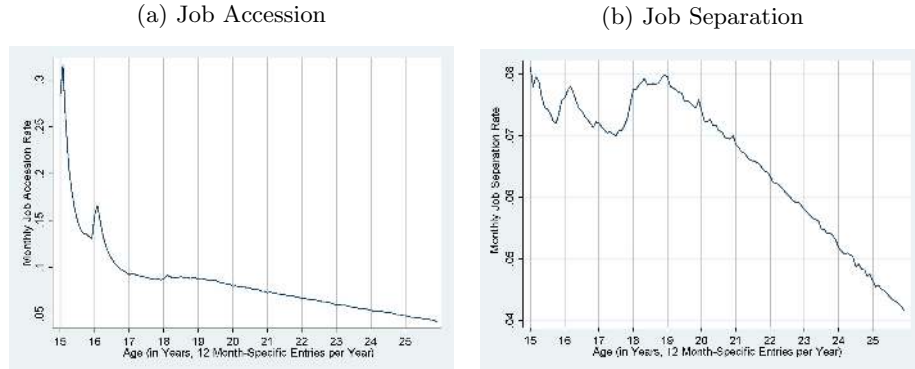 (a) Job Accession
Monthly Job Accession Rate
.05 .1 .15 .2 .25 .3
15 16 17 18 19 20 21 22 23 24 25
Age (in Years, 12 Month-Specific Entries per Year)
(b) Job Separation
Monthly Job Separation Rate
.04 .05 .06 .07 .08
15 16 17 18 19 20 21 22 23 24 25
Age (in Years, 12 Month-Specific Entries per Year)